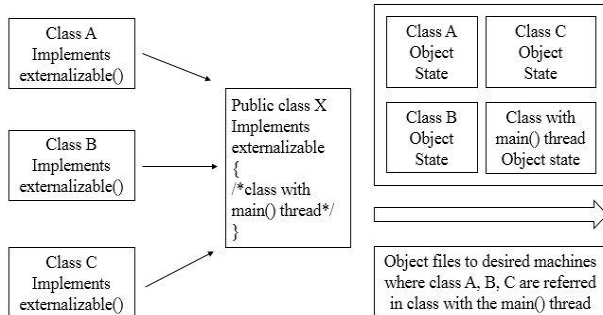 Class A
Implements
externalizable()
Class B
Implements
externalizable()
Class C
Implements
externalizable()
Public class X
Implements
externalizable
{
/*class with
main() thread*/
}
Class A
Object
State
Class C
Object
State
Class B
Object
State
Class with
main() thread
Object state
Object files to desired machines
where class A, B, C are referred
in class with the main() thread